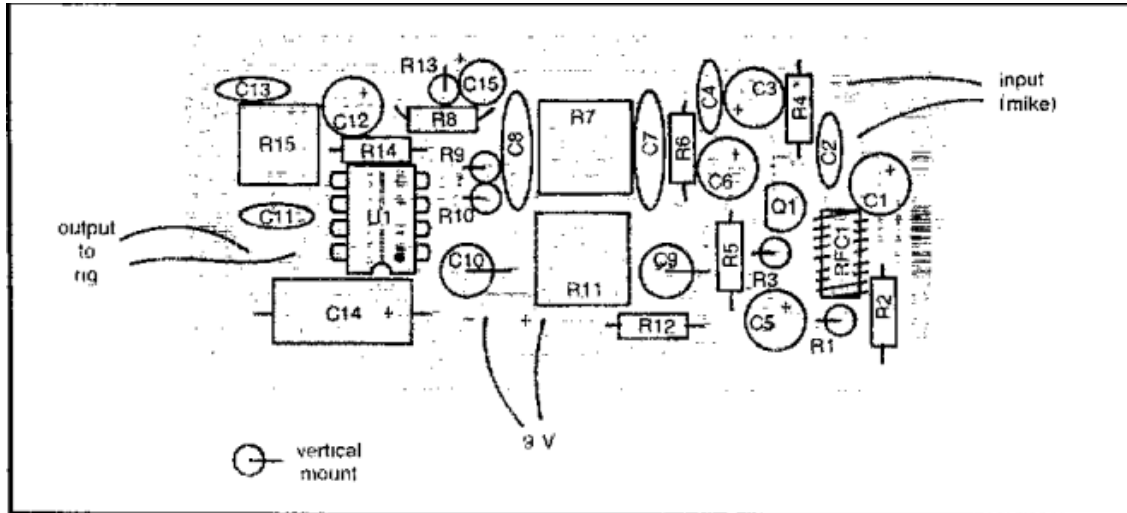 R13
+
C15
C13
+
C12
R8
C4
C3
+
R4
input
(mike)
R15
R14
R9
C8
R7
C7
R6
C2
+
C6
+
C1
U1
R10
C11
Q1
output
to
rig
C10
R5
R3
RFC1
C9
R11
C14
+
−
+
R12
C5
+
R1
R2
9 V
vertical
mount